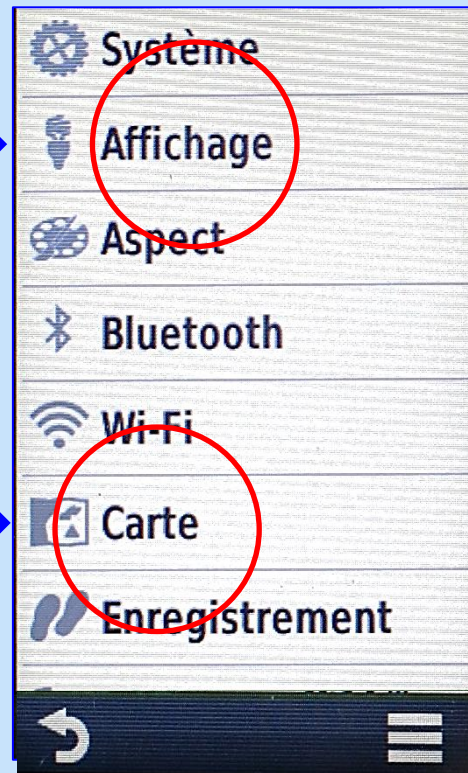 Système
Affichage
Aspect
Bluetooth
Wi-Fi
Carte
Enregistrement